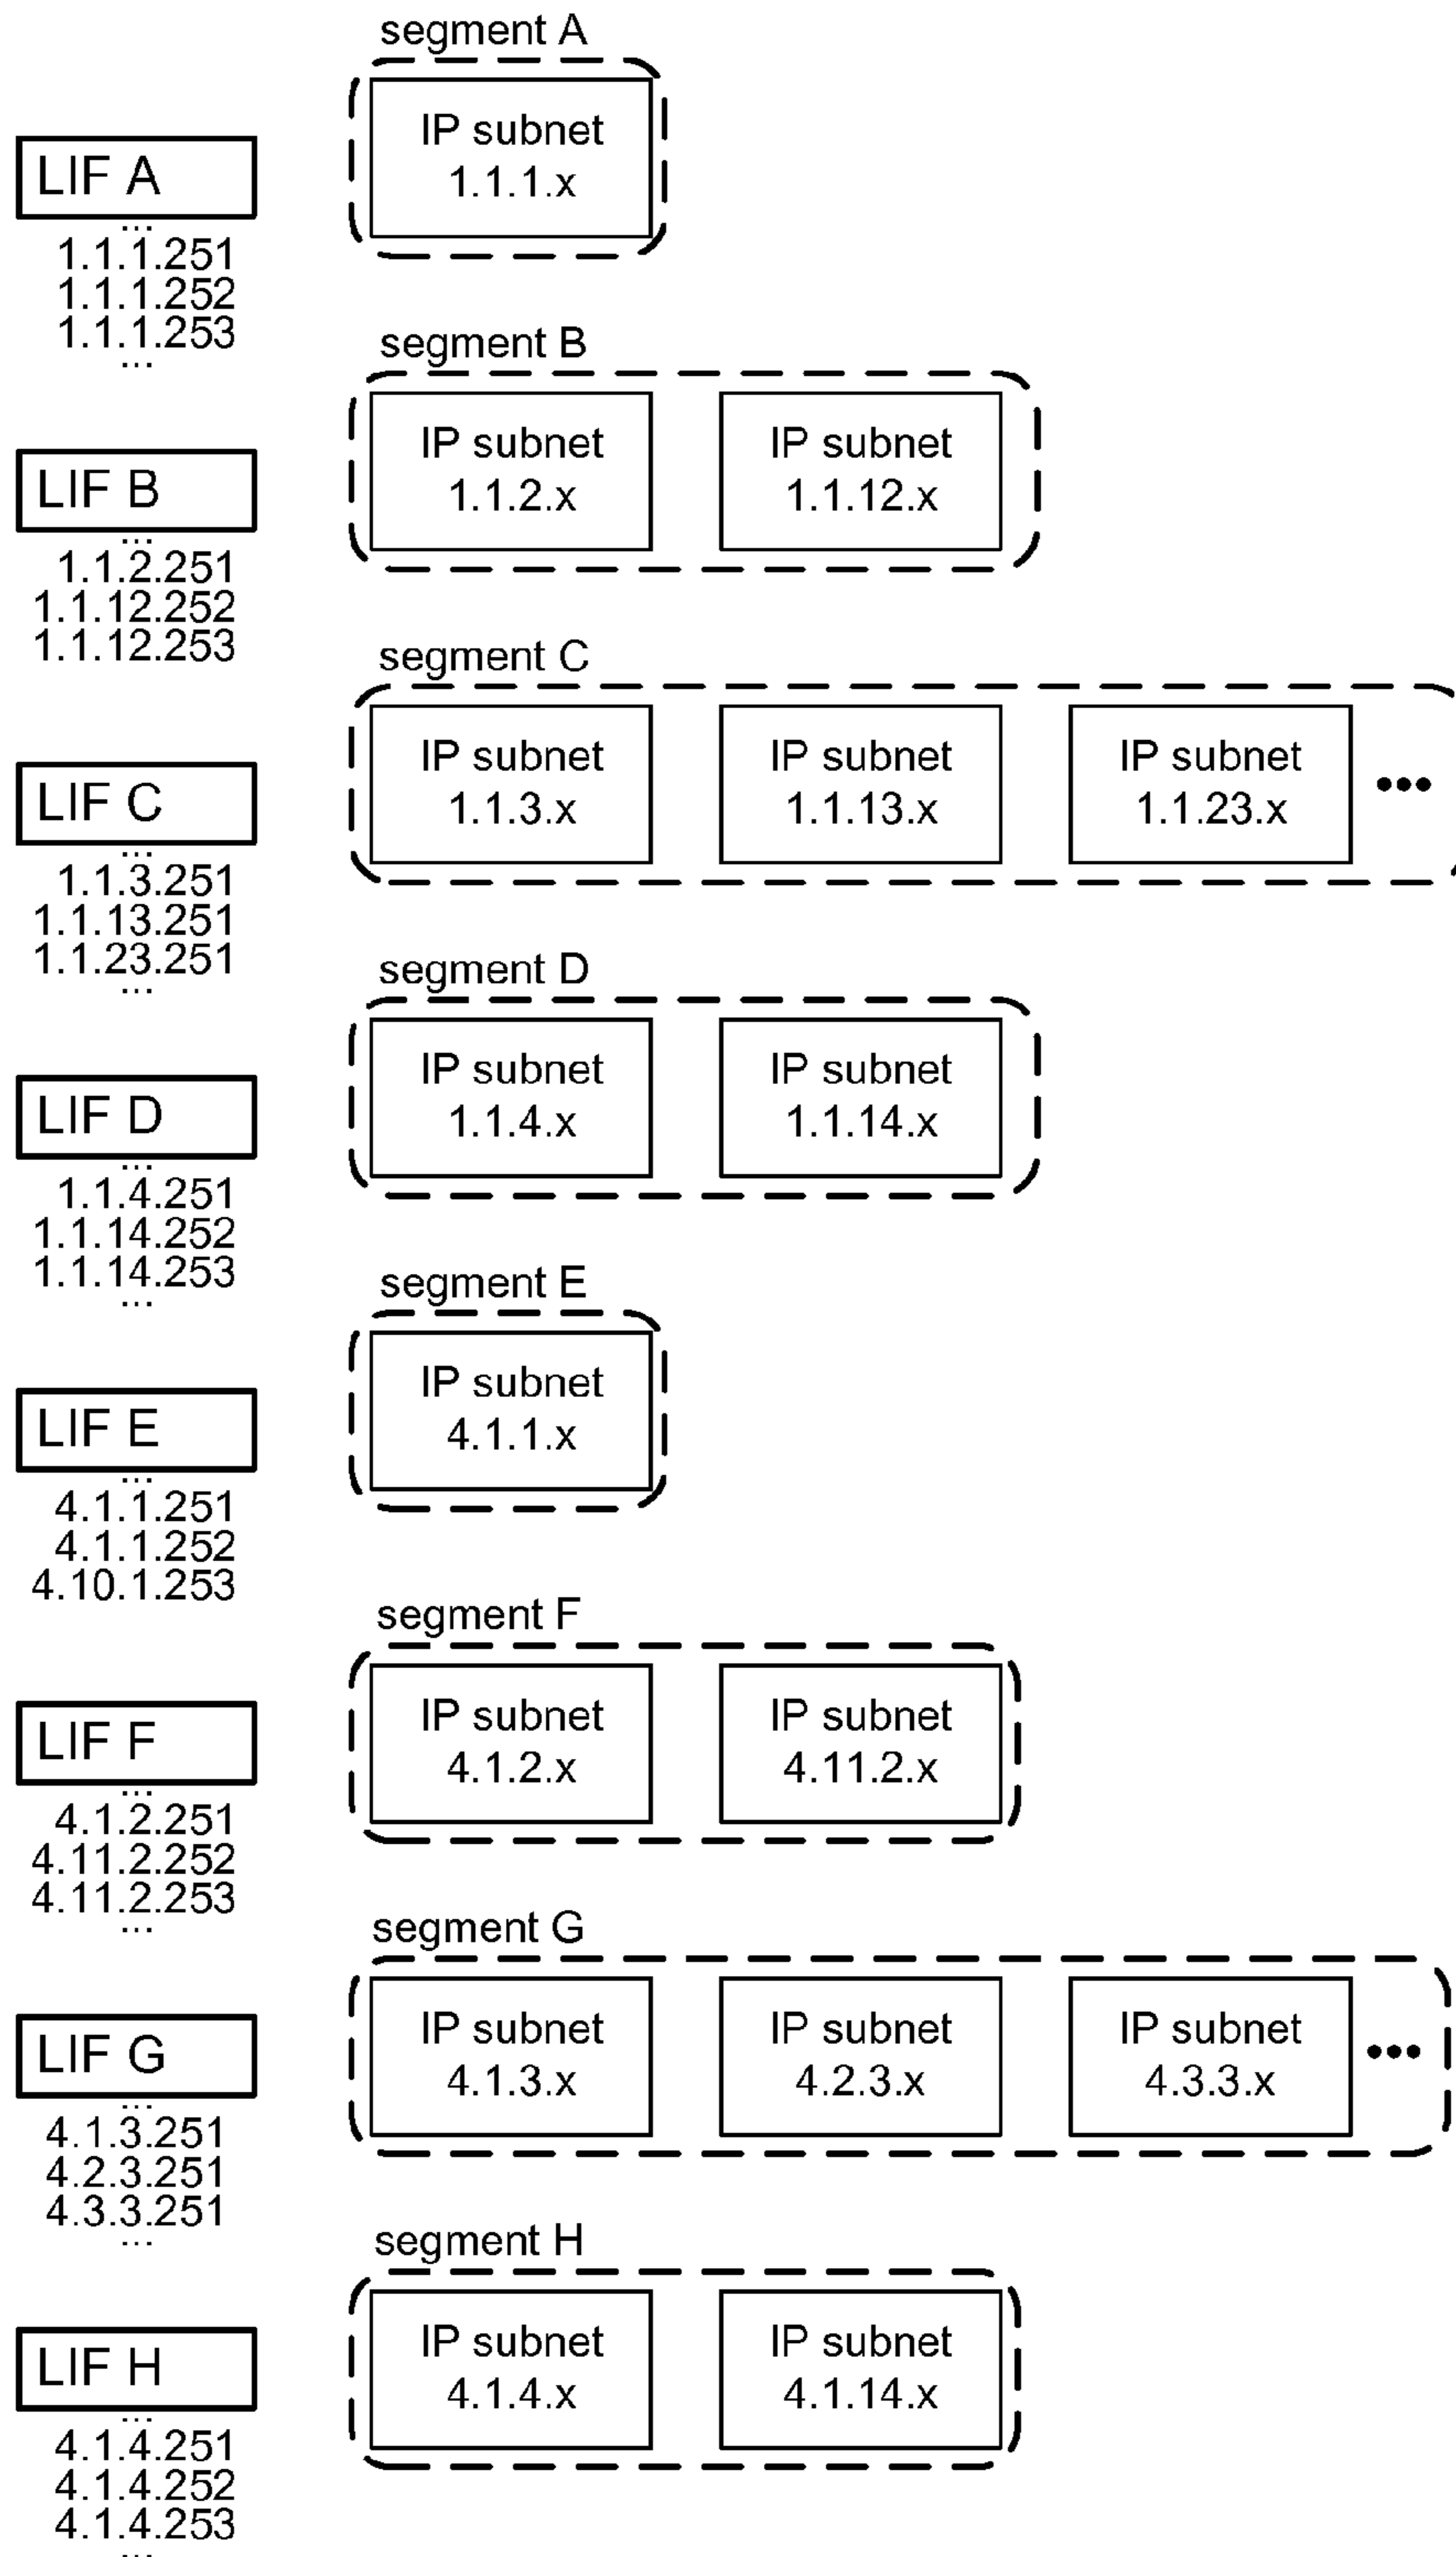 segment A
LIF A
IP subnet
1.1.1.x
...
1.1.1.251
1.1.1.252
1.1.1.253
...
segment B
LIF B
IP subnet
1.1.2.x
IP subnet
1.1.12.x
...
1.1.2.251
1.1.12.252
1.1.12.253
segment C
LIF C
IP subnet
1.1.3.x
IP subnet
1.1.13.x
IP subnet
1.1.23.x
...
...
1.1.3.251
1.1.13.251
1.1.23.251
...
segment D
LIF D
IP subnet
1.1.4.x
IP subnet
1.1.14.x
...
1.1.4.251
1.1.14.252
1.1.14.253
...
segment E
LIF E
IP subnet
4.1.1.x
...
4.1.1.251
4.1.1.252
4.10.1.253
segment F
LIF F
IP subnet
4.1.2.x
IP subnet
4.11.2.x
...
4.1.2.251
4.11.2.252
4.11.2.253
...
segment G
LIF G
IP subnet
4.1.3.x
IP subnet
4.2.3.x
IP subnet
4.3.3.x
...
...
4.1.3.251
4.2.3.251
4.3.3.251
...
segment H
LIF H
IP subnet
4.1.4.x
IP subnet
4.1.14.x
...
4.1.4.251
4.1.4.252
4.1.4.253
...